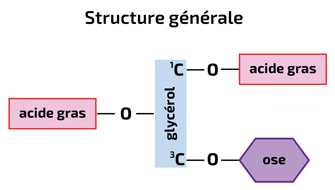 Structure générale
¹C — O — acide gras
acide gras — O — glycérol
³C — O — ose